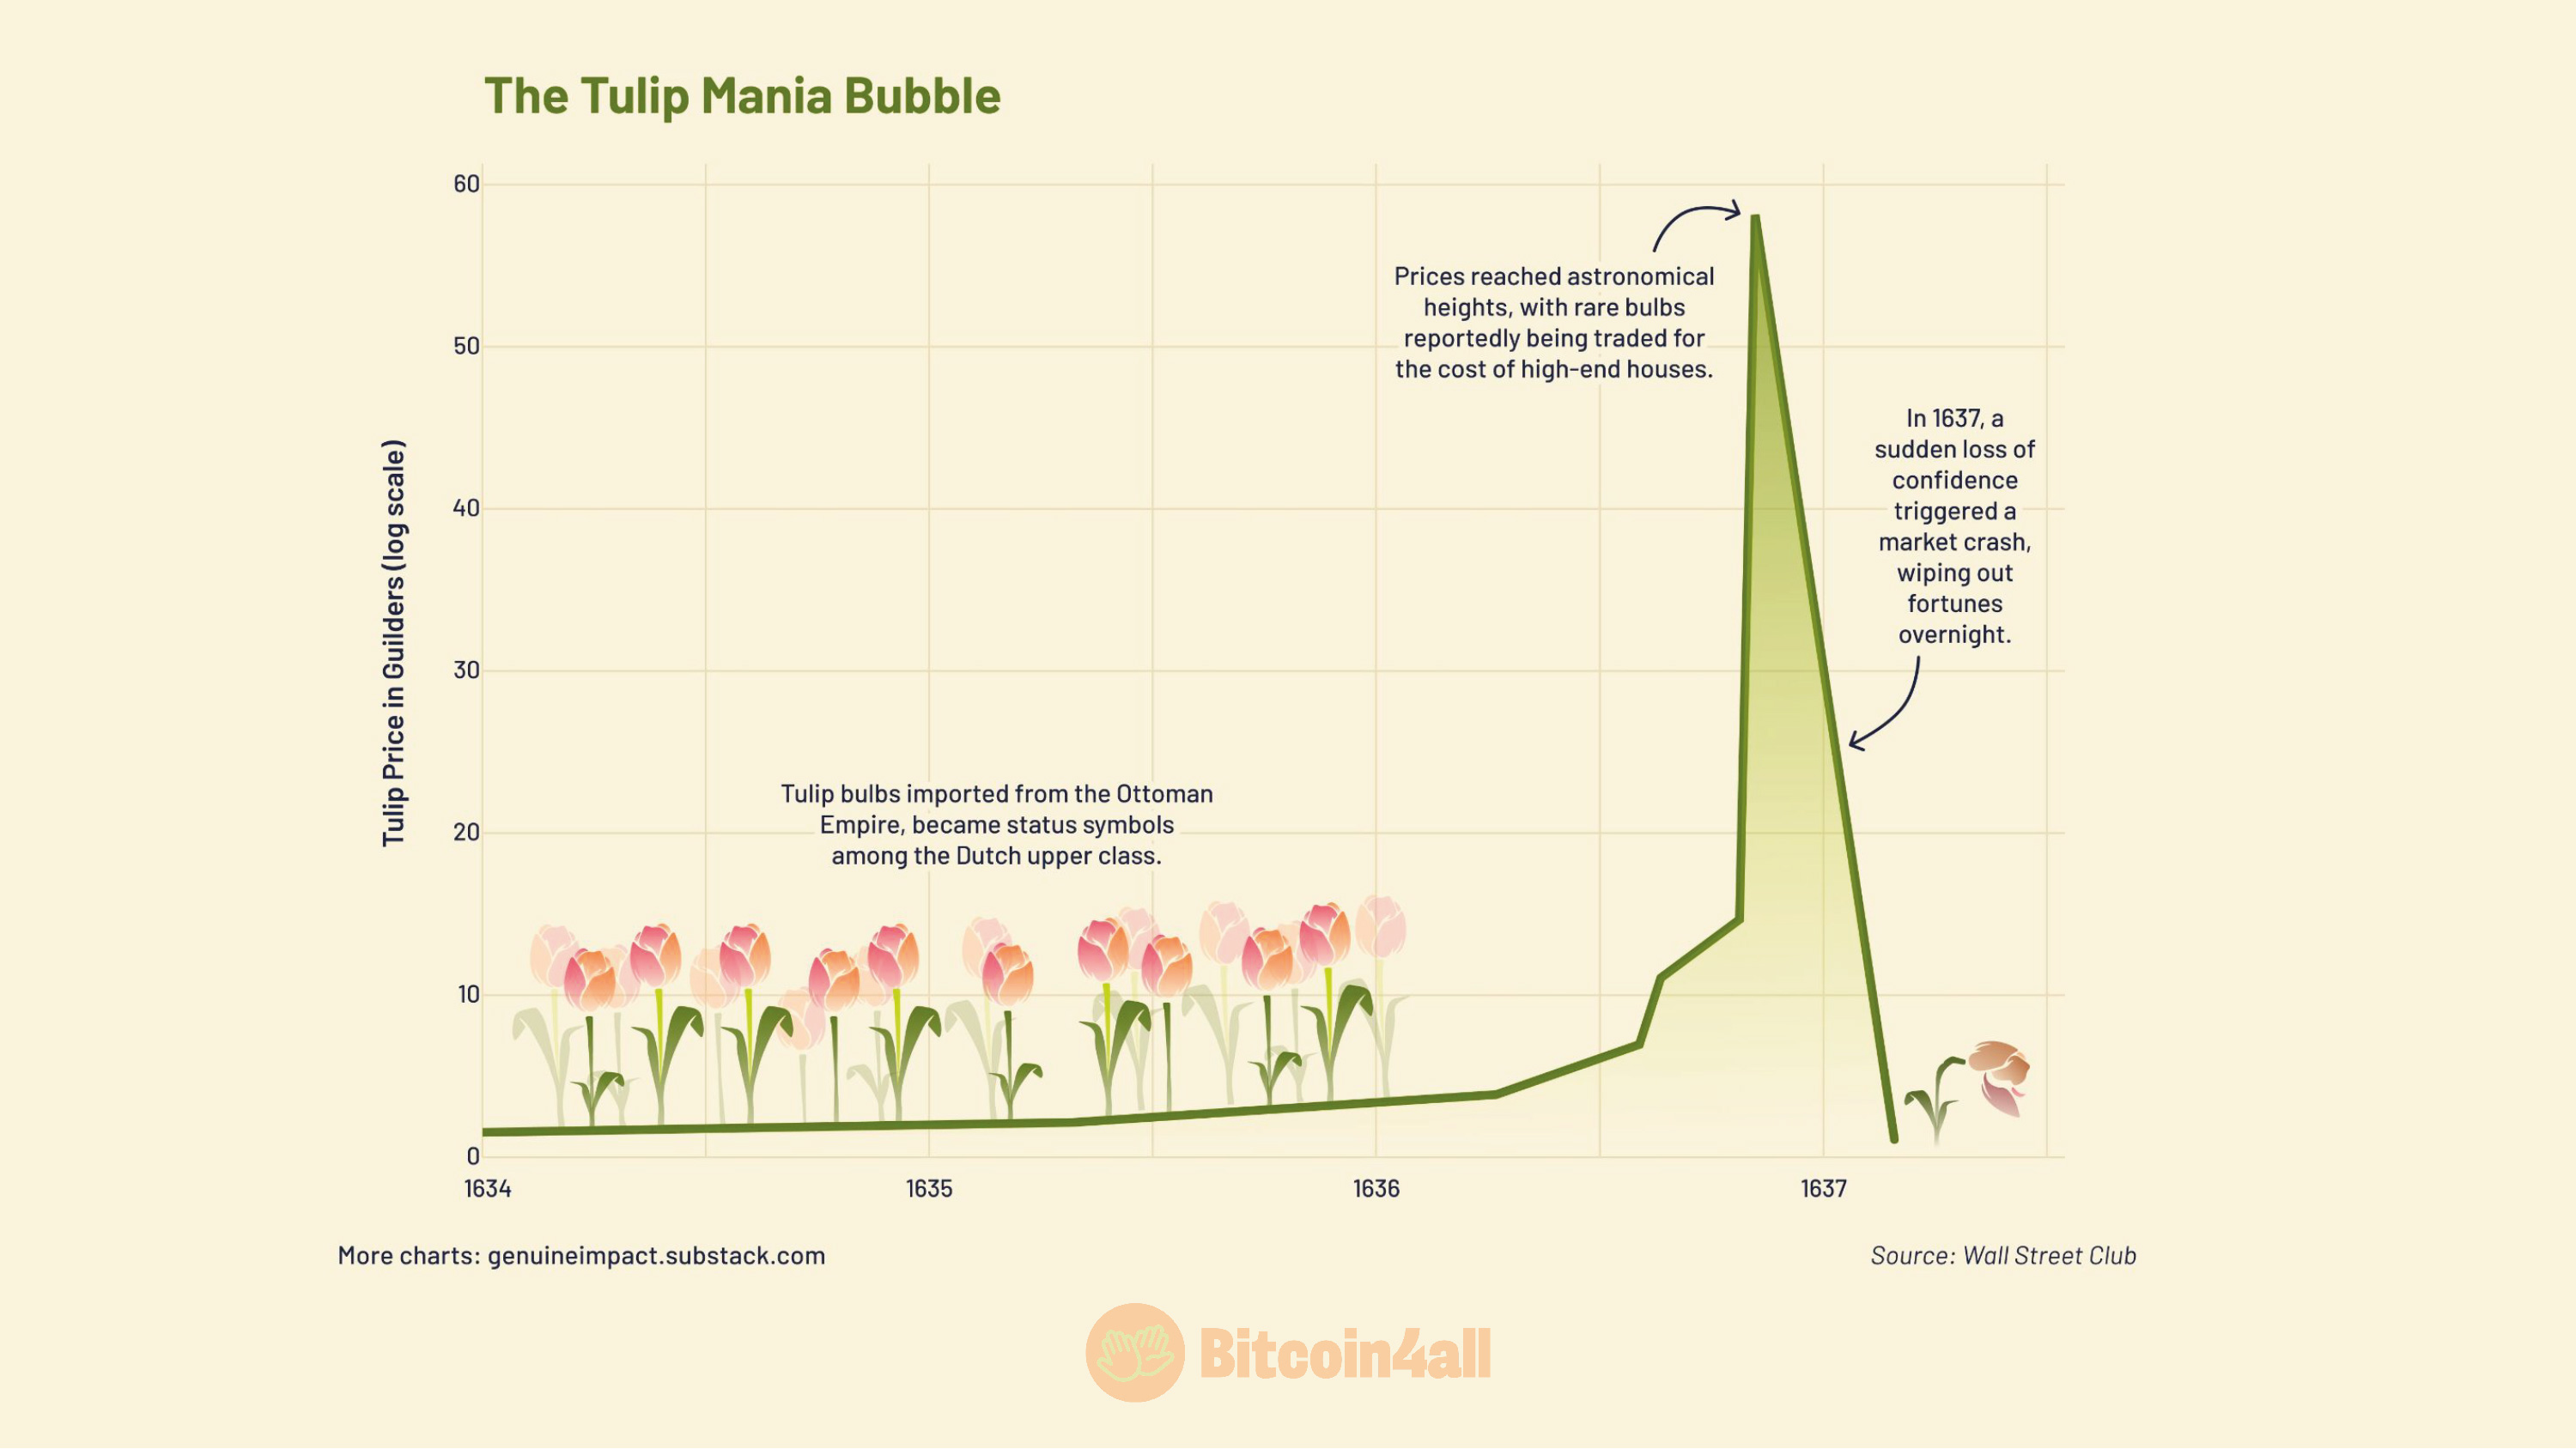 The Tulip Mania Bubble
Tulip Price in Guilders (log scale)
60
50
40
30
20
10
0
Prices reached astronomical
heights, with rare bulbs
reportedly being traded for
the cost of high-end houses.
In 1637, a
sudden loss of
confidence
triggered a
market crash,
wiping out
fortunes
overnight.
Tulip bulbs imported from the Ottoman
Empire, became status symbols
among the Dutch upper class.
1634
1635
1636
1637
More charts: genuineimpact.substack.com
Source: Wall Street Club
Bitcoin4all